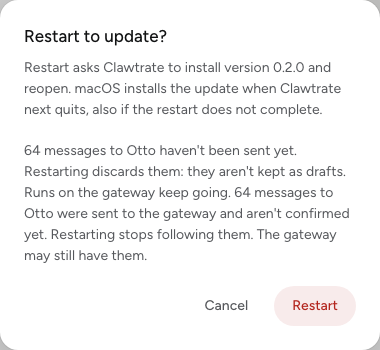 Restart to update?
Restart asks Clawtrate to install version 0.2.0 and
reopen. macOS installs the update when Clawtrate
next quits, also if the restart does not complete.
64 messages to Otto haven't been sent yet.
Restarting discards them: they aren't kept as drafts.
Runs on the gateway keep going. 64 messages to
Otto were sent to the gateway and aren't confirmed
yet. Restarting stops following them. The gateway
may still have them.
Cancel
Restart